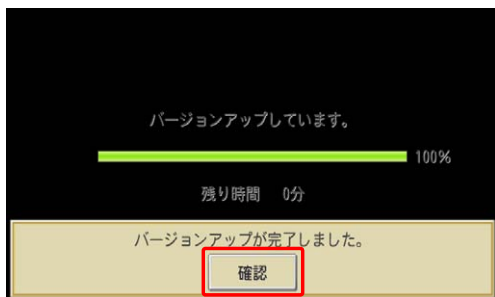 バージョンアップしています。
100%
残り時間 0分
バージョンアップが完了しました。
確認